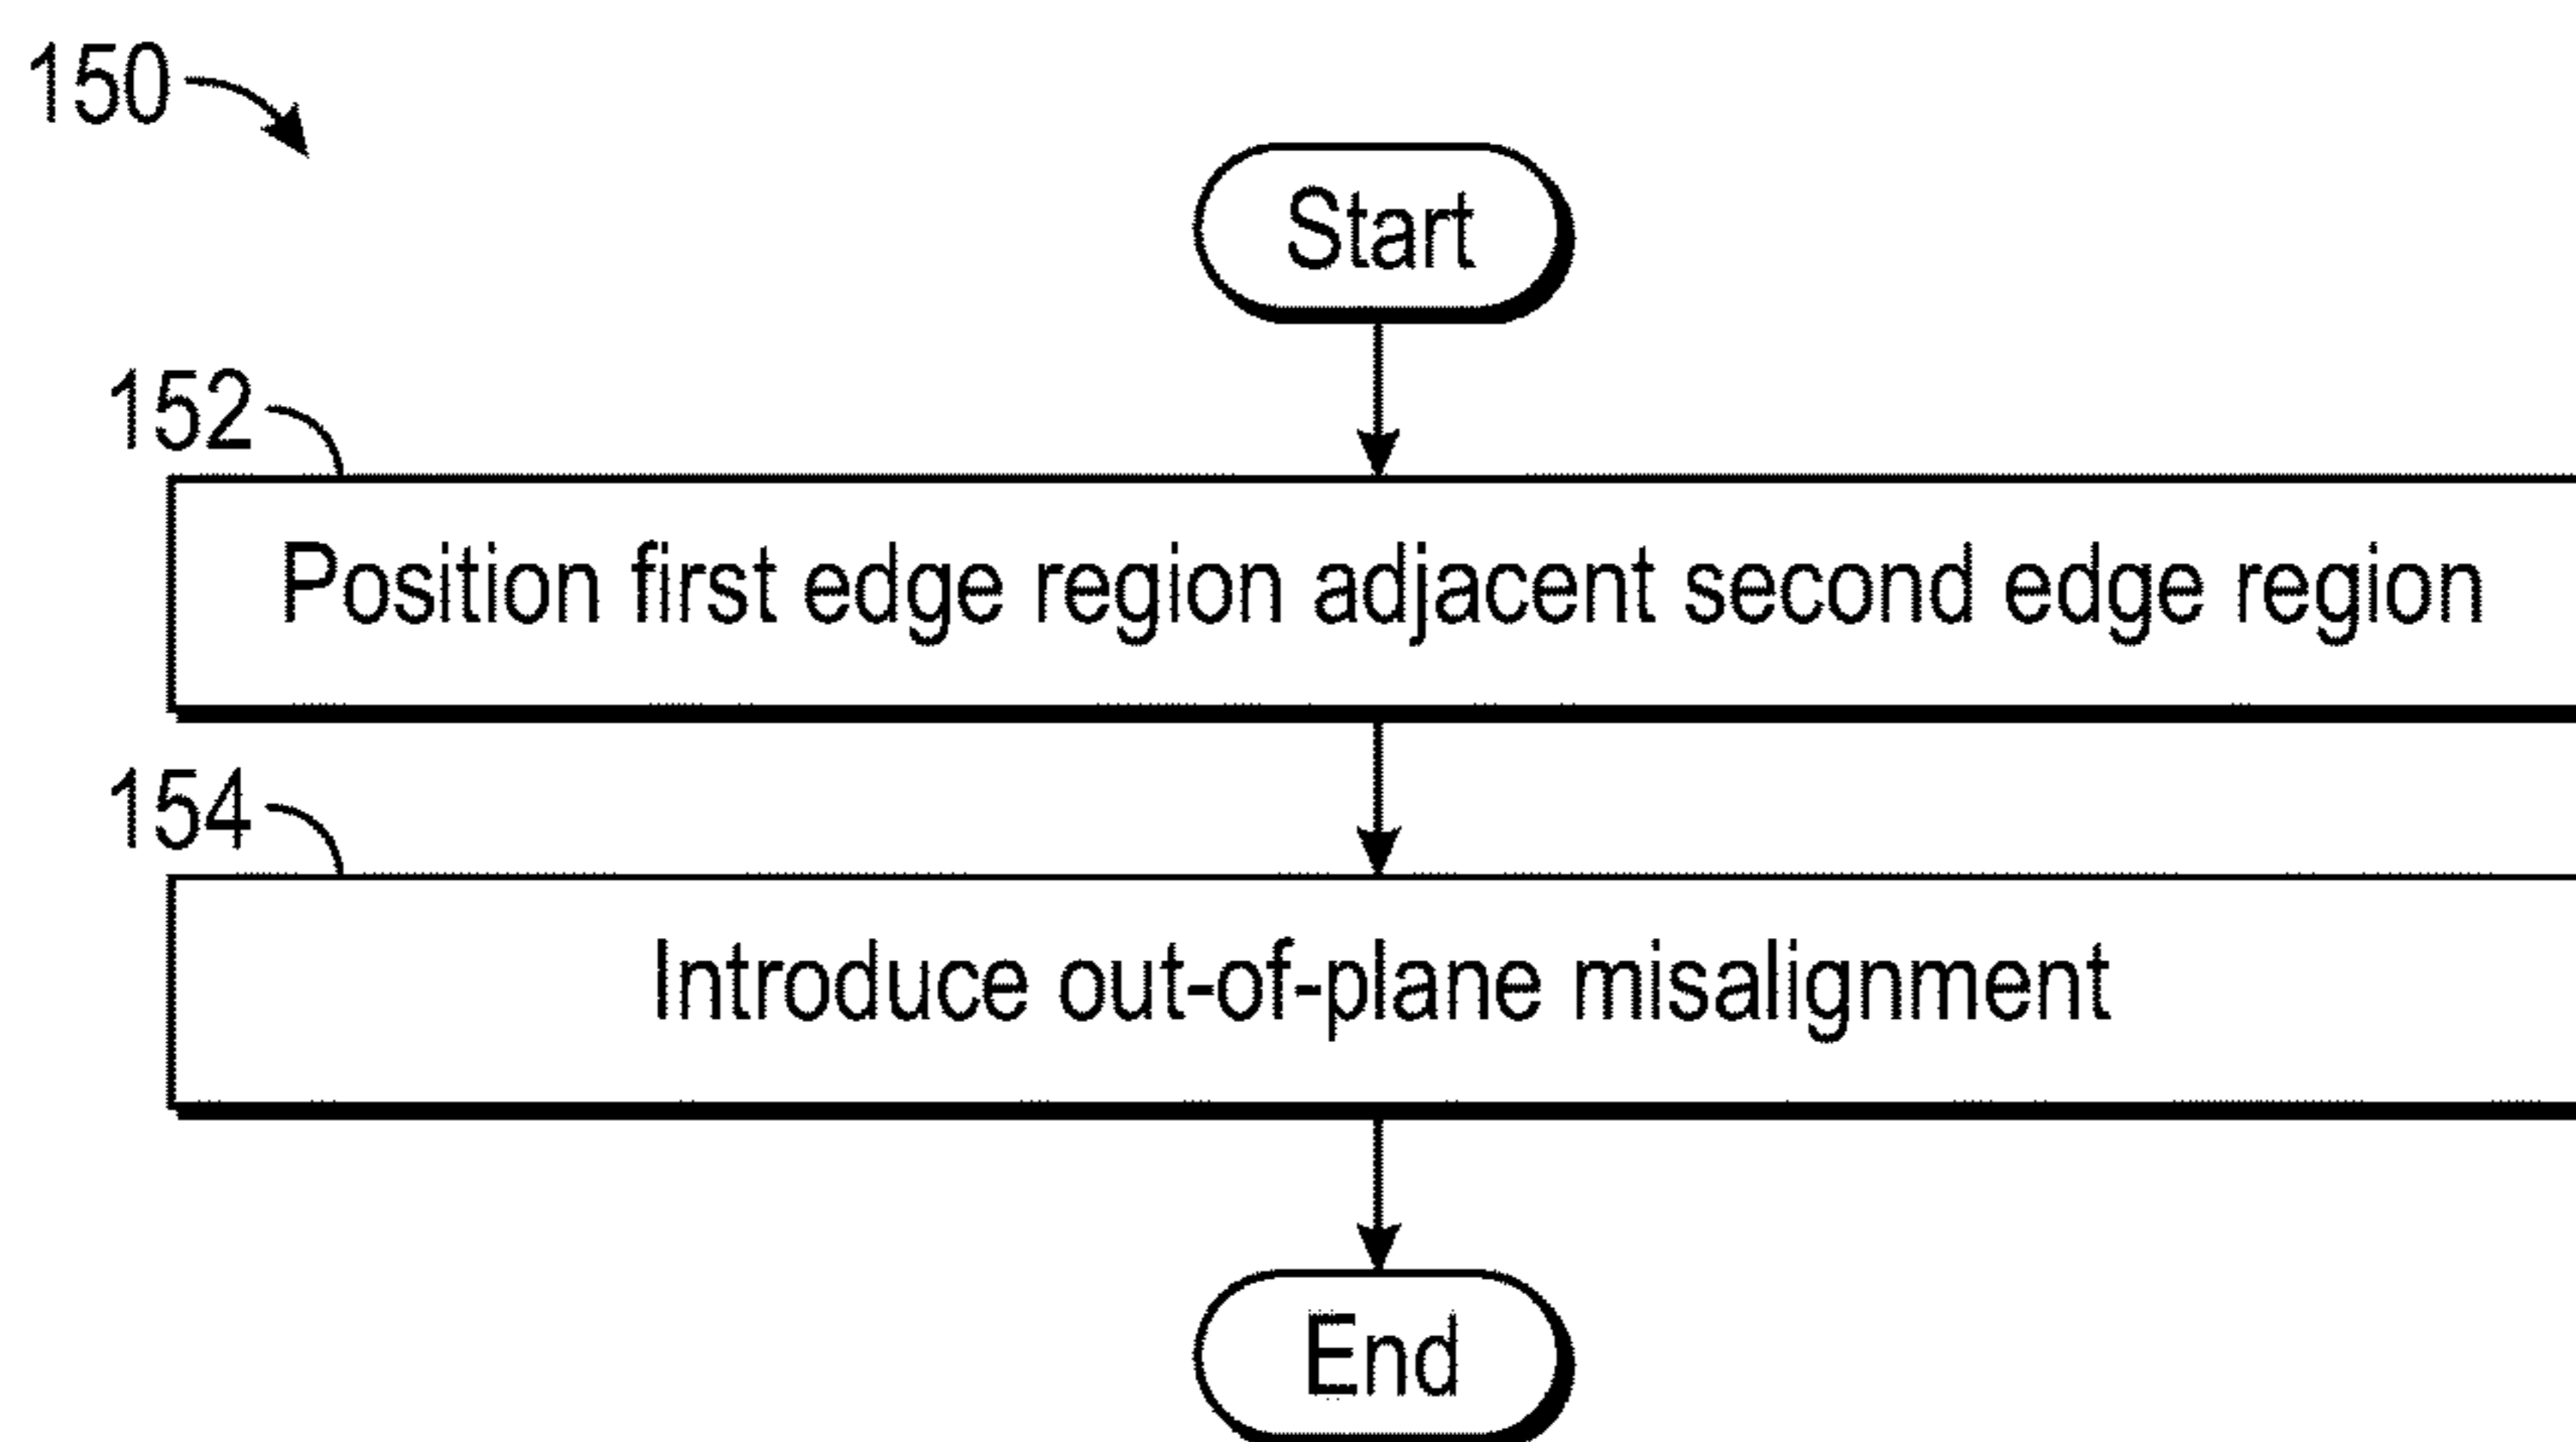 150
Start
152
Position first edge region adjacent second edge region
154
Introduce out-of-plane misalignment
End